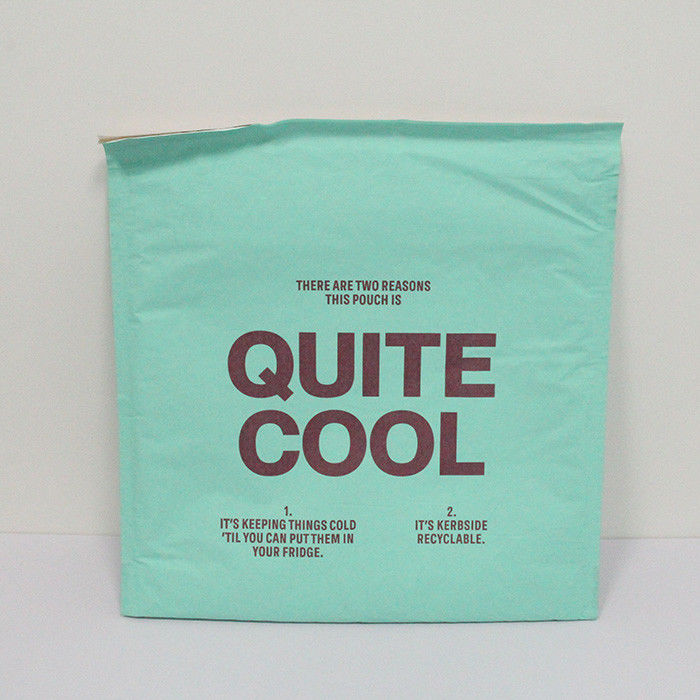 THERE ARE TWO REASONS
THIS POUCH IS
QUITE
COOL
1.
IT'S KEEPING THINGS COLD
'TIL YOU CAN PUT THEM IN
YOUR FRIDGE.
2.
IT'S KERBSIDE
RECYCLABLE.